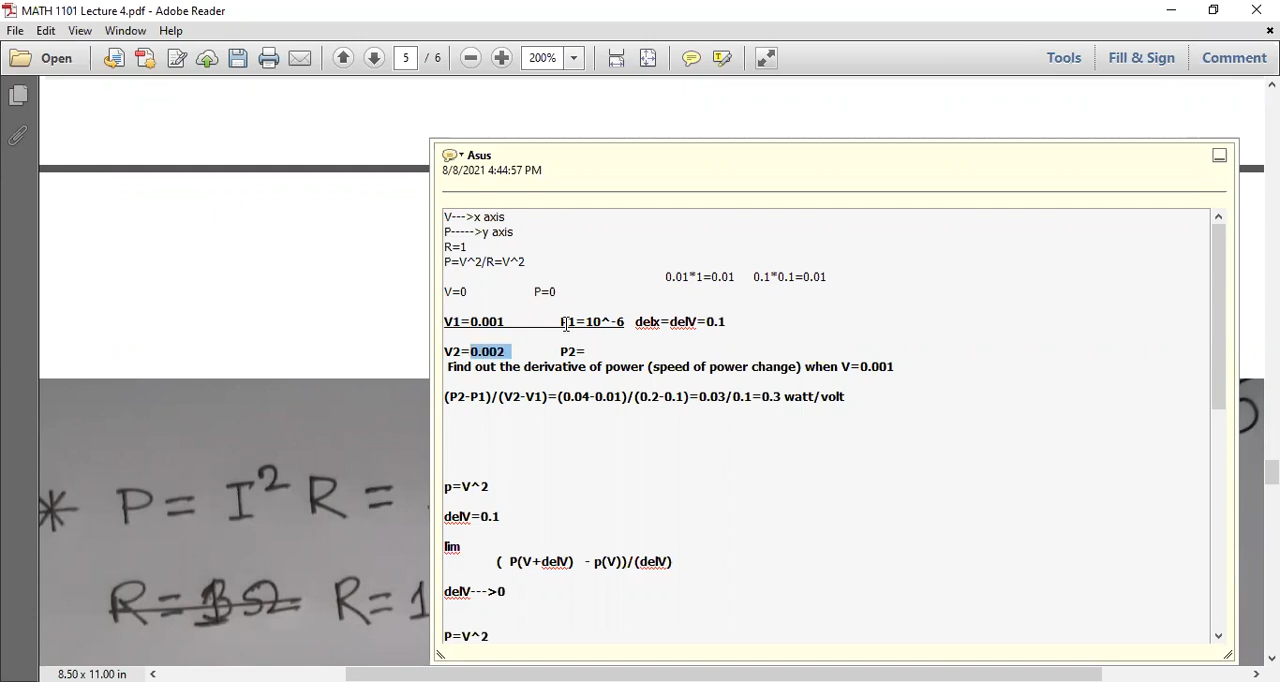 MATH 1101 Lecture 4.pdf - Adobe Reader
File Edit View Window Help
Open 5 / 6 200% Tools Fill & Sign Comment
Asus
8/8/2021 4:44:57 PM
V--->x axis
P----->y axis
R=1
P=V^2/R=V^2
0.01*1=0.01 0.1*0.1=0.01
V=0 P=0
V1=0.001 P1=10^-6 delx=delV=0.1
V2=0.002 P2=
Find out the derivative of power (speed of power change) when V=0.001
(P2-P1)/(V2-V1)=(0.04-0.01)/(0.2-0.1)=0.03/0.1=0.3 watt/volt
* P = I² R =
p=V^2
delV=0.1
lim
( P(V+delV) - p(V))/(delV)
delV--->0
R = 1
P=V^2
8.50 x 11.00 in